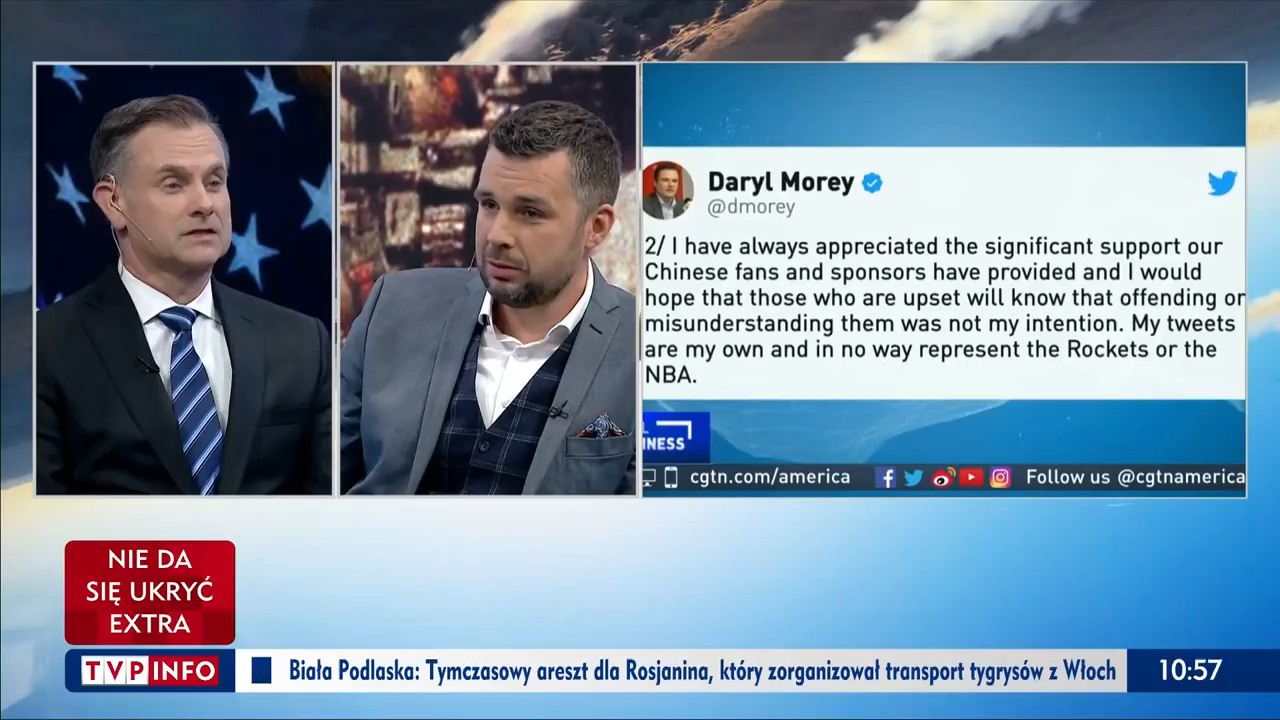 Daryl Morey
@dmorey
2/ I have always appreciated the significant support our
Chinese fans and sponsors have provided and I would
hope that those who are upset will know that offending or
misunderstanding them was not my intention. My tweets
are my own and in no way represent the Rockets or the
NBA.
cgtn.com/america
Follow us @cgtnamerica
NIE DA
SIĘ UKRYĆ
EXTRA
TVP INFO
Biała Podlaska: Tymczasowy areszt dla Rosjanina, który zorganizował transport tygrysów z Włoch
10:57